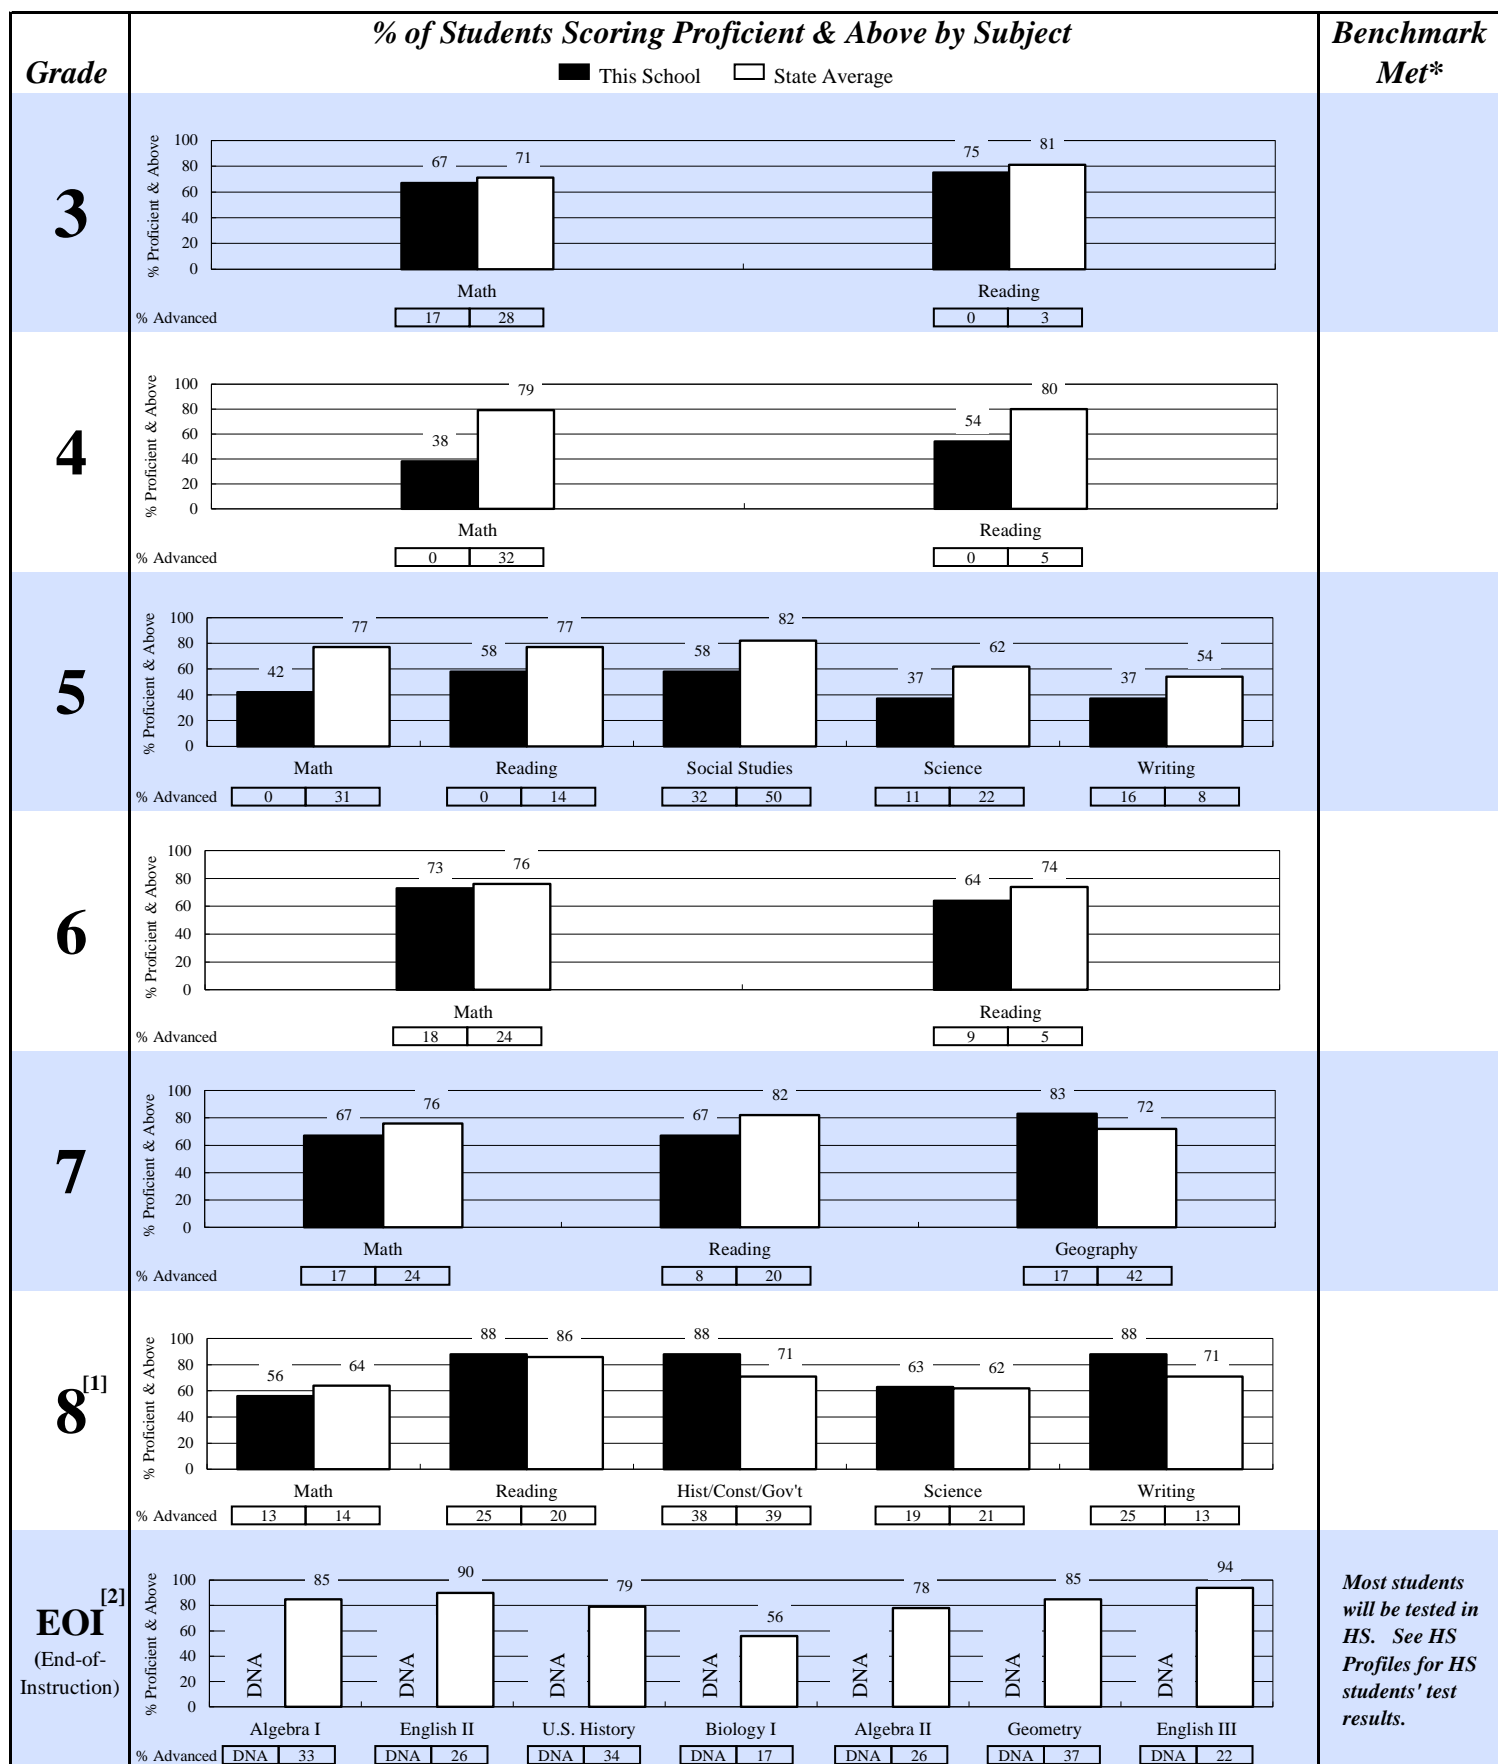 % of Students Scoring Proficient & Above by Subject
Benchmark
Met*
Grade
This School State Average
3
% Proficient & Above
100
80
60
40
20
0
67 71 75 81
Math Reading
% Advanced 17 28 0 3
4
% Proficient & Above
100
80
60
40
20
0
38 79 54 80
Math Reading
% Advanced 0 32 0 5
5
% Proficient & Above
100
80
60
40
20
0
42 77 58 77 58 82 37 62 37 54
Math Reading Social Studies Science Writing
% Advanced 0 31 0 14 32 50 11 22 16 8
6
% Proficient & Above
100
80
60
40
20
0
73 76 64 74
Math Reading
% Advanced 18 24 9 5
7
% Proficient & Above
100
80
60
40
20
0
67 76 67 82 83 72
Math Reading Geography
% Advanced 17 24 8 20 17 42
8[1]
% Proficient & Above
100
80
60
40
20
0
56 64 88 86 88 71 63 62 88 71
Math Reading Hist/Const/Gov't Science Writing
% Advanced 13 14 25 20 38 39 19 21 25 13
EOI[2]
(End-of-
Instruction)
% Proficient & Above
100
80
60
40
20
0
DNA 85 DNA 90 DNA 79 DNA 56 DNA 78 DNA 85 DNA 94
Algebra I English II U.S. History Biology I Algebra II Geometry English III
% Advanced DNA 33 DNA 26 DNA 34 DNA 17 DNA 26 DNA 37 DNA 22
Most students
will be tested in
HS. See HS
Profiles for HS
students' test
results.